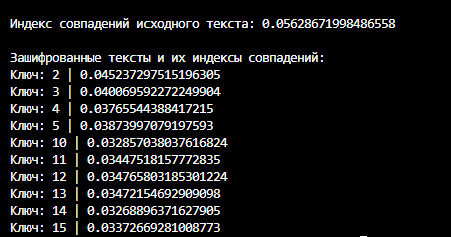 Индекс совпадений исходного текста: 0.05628671998486558
Зашифрованные тексты и их индексы совпадений:
Ключ: 2 | 0.045237297515196305
Ключ: 3 | 0.040069592272249904
Ключ: 4 | 0.03765544388417215
Ключ: 5 | 0.03873997079197593
Ключ: 10 | 0.032857038037616824
Ключ: 11 | 0.03447518157772835
Ключ: 12 | 0.034765803185301224
Ключ: 13 | 0.03472154692909098
Ключ: 14 | 0.03268896371627905
Ключ: 15 | 0.03372669281008773